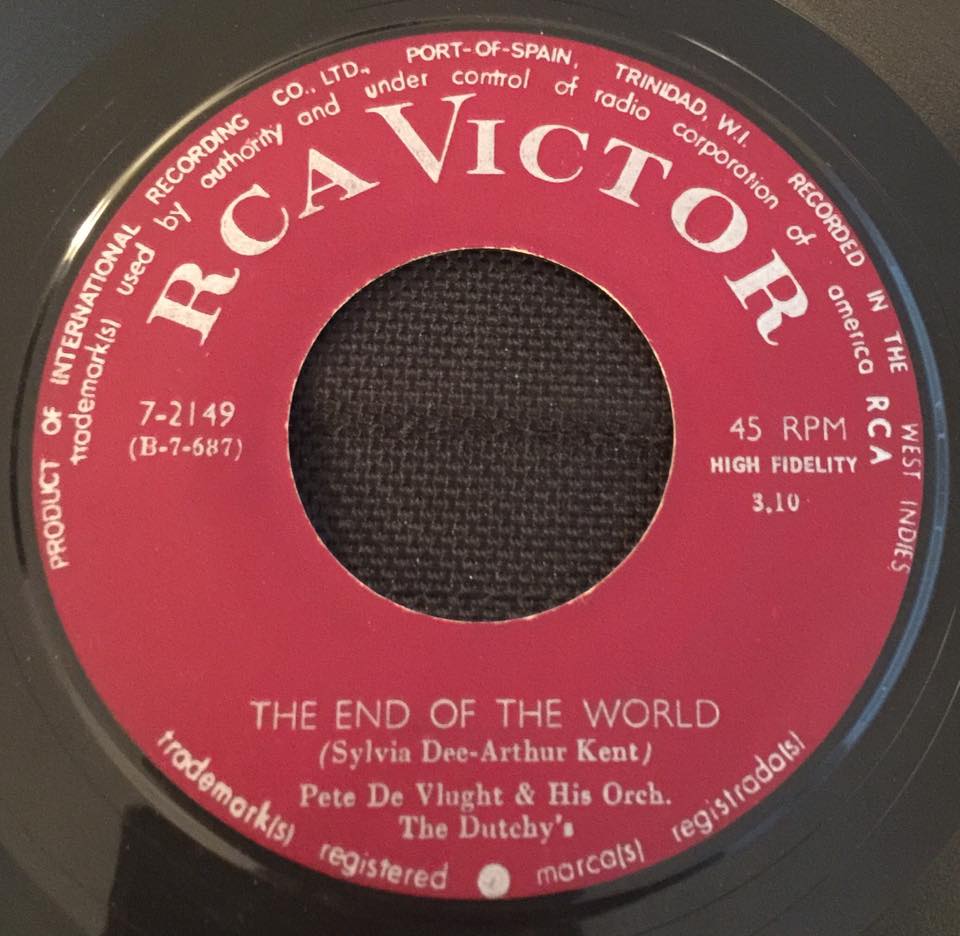 PRODUCT OF INTERNATIONAL RECORDING CO., LTD., PORT-OF-SPAIN, TRINIDAD, W.I. RECORDED IN THE WEST INDIES
trademark(s) used by authority and under control of radio corporation of america RCA
RCA VICTOR
7-2149
(B-7-687)
45 RPM
HIGH FIDELITY
3.10
THE END OF THE WORLD
(Sylvia Dee-Arthur Kent)
Pete De Vlught & His Orch.
The Dutchy's
trademark(s) registered marca(s) registrada(s)